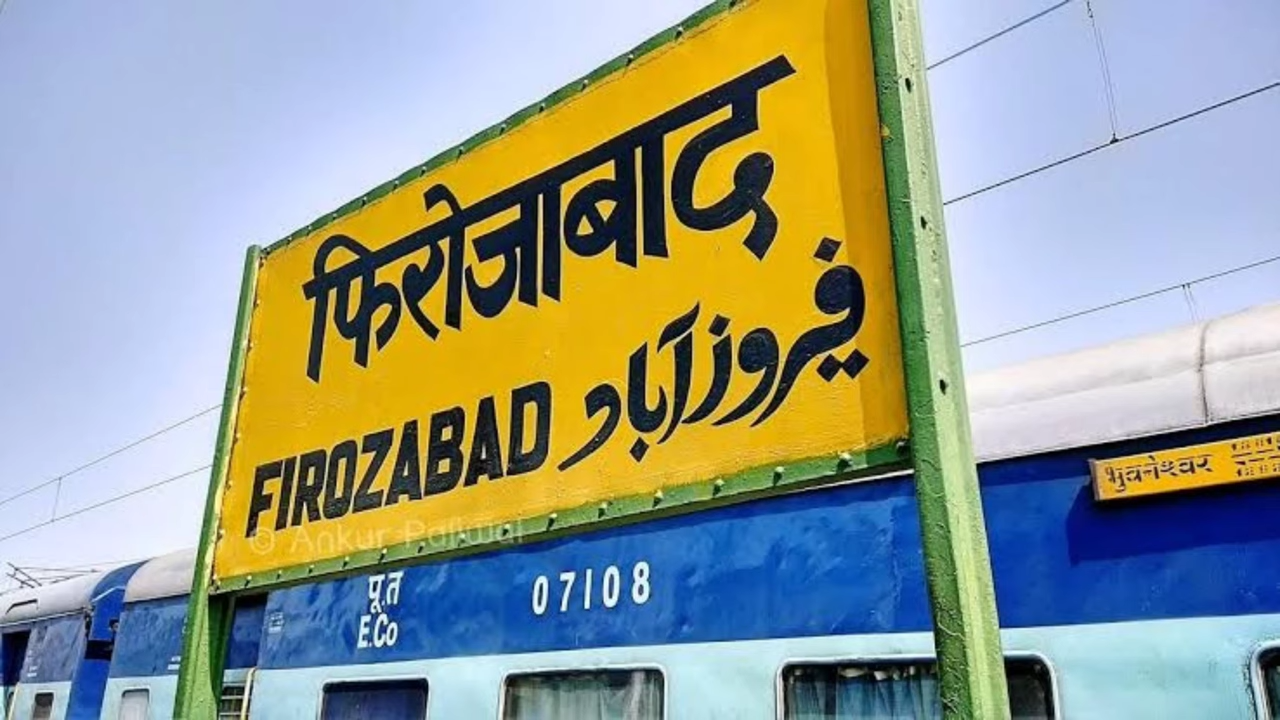 फिरोजाबाद
FIROZABAD فیروزآباد
© Ankur Paliwal
पू.त 07108
E.Co
भुवनेश्वर